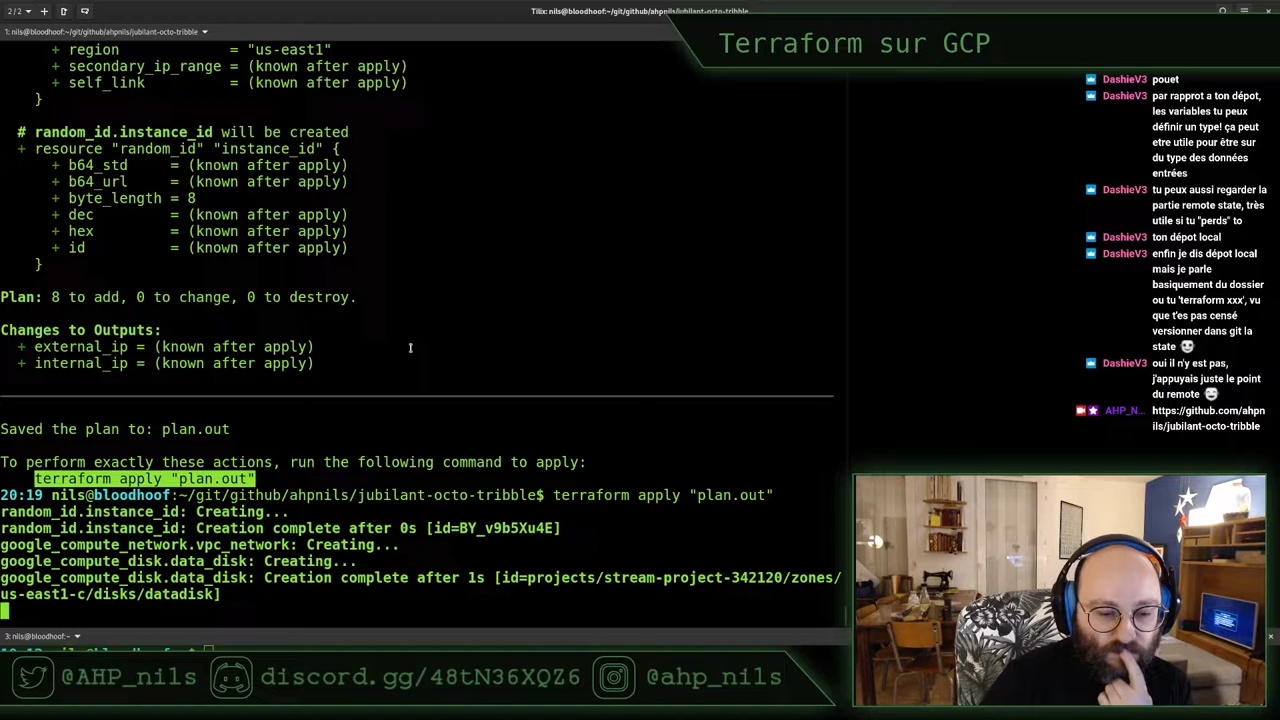 2/2
Tilix: nils@bloodhoof:~/git/github/ahpnils/jubilant-octo-tribble
1: nils@bloodhoof:~/git/github/ahpnils/jubilant-octo-tribble
Terraform sur GCP
+ region = "us-east1"
+ secondary_ip_range = (known after apply)
+ self_link = (known after apply)
}
# random_id.instance_id will be created
+ resource "random_id" "instance_id" {
+ b64_std = (known after apply)
+ b64_url = (known after apply)
+ byte_length = 8
+ dec = (known after apply)
+ hex = (known after apply)
+ id = (known after apply)
}
Plan: 8 to add, 0 to change, 0 to destroy.
Changes to Outputs:
+ external_ip = (known after apply)
+ internal_ip = (known after apply)
Saved the plan to: plan.out
To perform exactly these actions, run the following command to apply:
terraform apply "plan.out"
20:19 nils@bloodhoof:~/git/github/ahpnils/jubilant-octo-tribble$ terraform apply "plan.out"
random_id.instance_id: Creating...
random_id.instance_id: Creation complete after 0s [id=BY_v9b5Xu4E]
google_compute_network.vpc_network: Creating...
google_compute_disk.data_disk: Creating...
google_compute_disk.data_disk: Creation complete after 1s [id=projects/stream-project-342120/zones/
us-east1-c/disks/datadisk]
3: nils@bloodhoof:~
DashieV3 pouet
DashieV3 par rapprot a ton dépot,
les variables tu peux
définir un type! ça peut
etre utile pour être sur
du type des données
entrées
DashieV3 tu peux aussi regarder la
partie remote state, très
utile si tu "perds" to
DashieV3 ton dépot local
DashieV3 enfin je dis dépot local
mais je parle
basiquement du dossier
ou tu 'terraform xxx', vu
que t'es pas censé
versionner dans git la
state
DashieV3 oui il n'y est pas,
j'appuyais juste le point
du remote
AHP_N... https://github.com/ahpn
ils/jubilant-octo-tribble
@AHP_nils
discord.gg/48tN36XQZ6
@ahp_nils